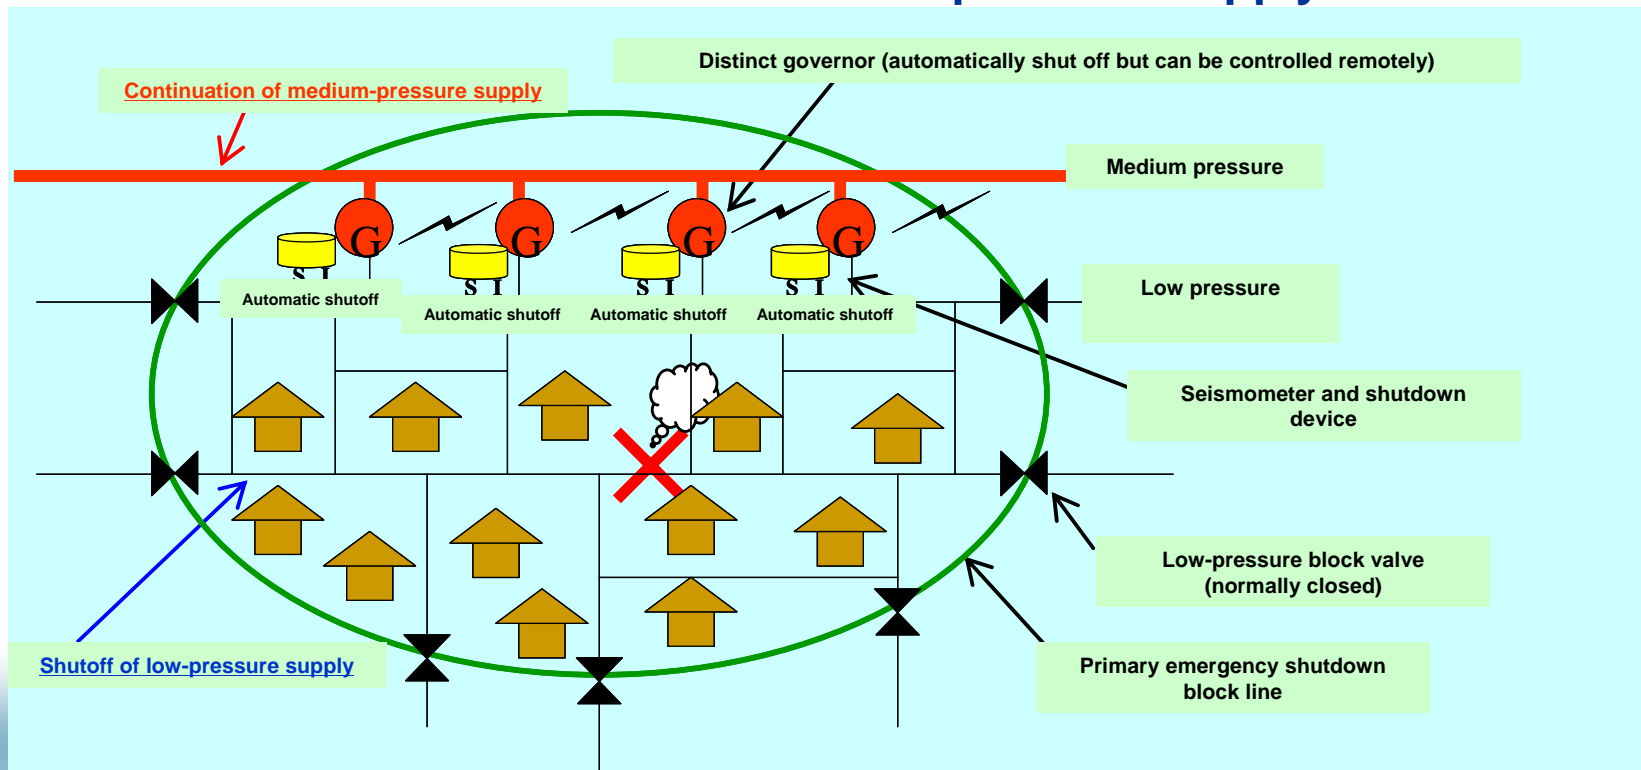 Distinct governor (automatically shut off but can be controlled remotely)
Continuation of medium-pressure supply
Medium pressure
G G G G
S I S I S I S I
Automatic shutoff
Automatic shutoff
Automatic shutoff
Automatic shutoff
Low pressure
Seismometer and shutdown
device
Low-pressure block valve
(normally closed)
Shutoff of low-pressure supply
Primary emergency shutdown
block line